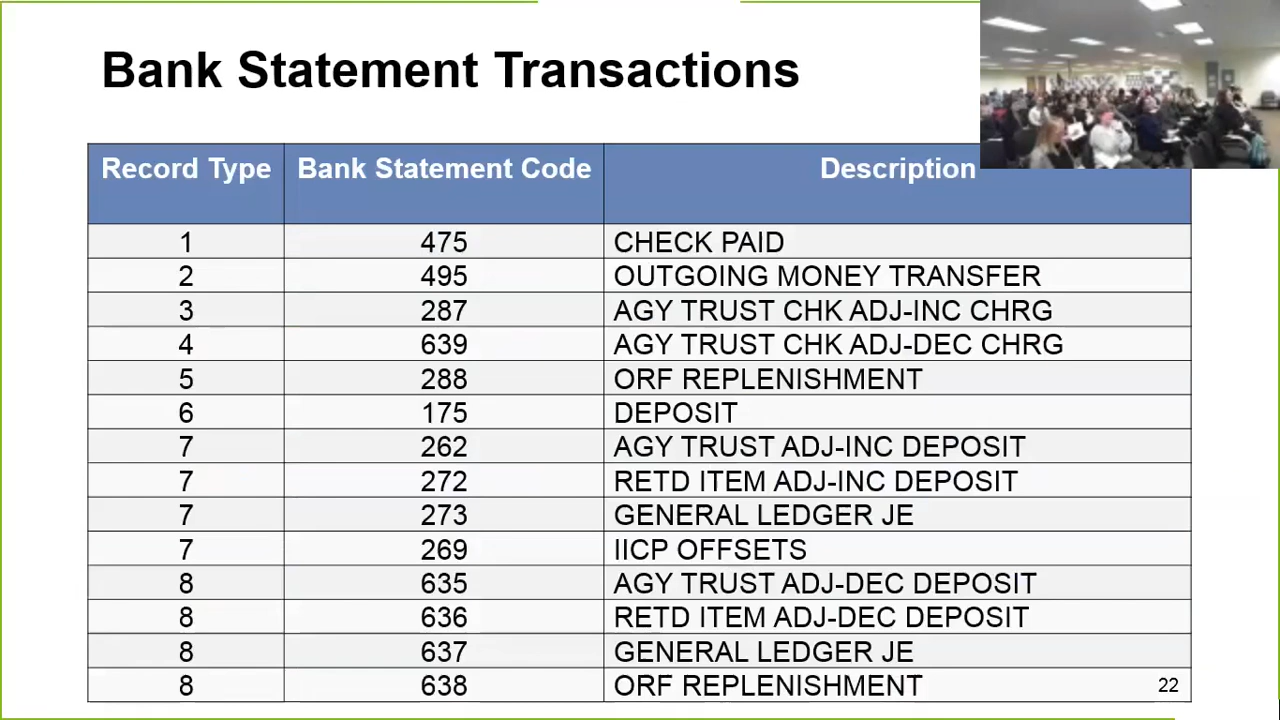 Bank Statement Transactions
Record Type Bank Statement Code Description
1 475 CHECK PAID
2 495 OUTGOING MONEY TRANSFER
3 287 AGY TRUST CHK ADJ-INC CHRG
4 639 AGY TRUST CHK ADJ-DEC CHRG
5 288 ORF REPLENISHMENT
6 175 DEPOSIT
7 262 AGY TRUST ADJ-INC DEPOSIT
7 272 RETD ITEM ADJ-INC DEPOSIT
7 273 GENERAL LEDGER JE
7 269 IICP OFFSETS
8 635 AGY TRUST ADJ-DEC DEPOSIT
8 636 RETD ITEM ADJ-DEC DEPOSIT
8 637 GENERAL LEDGER JE
8 638 ORF REPLENISHMENT
22